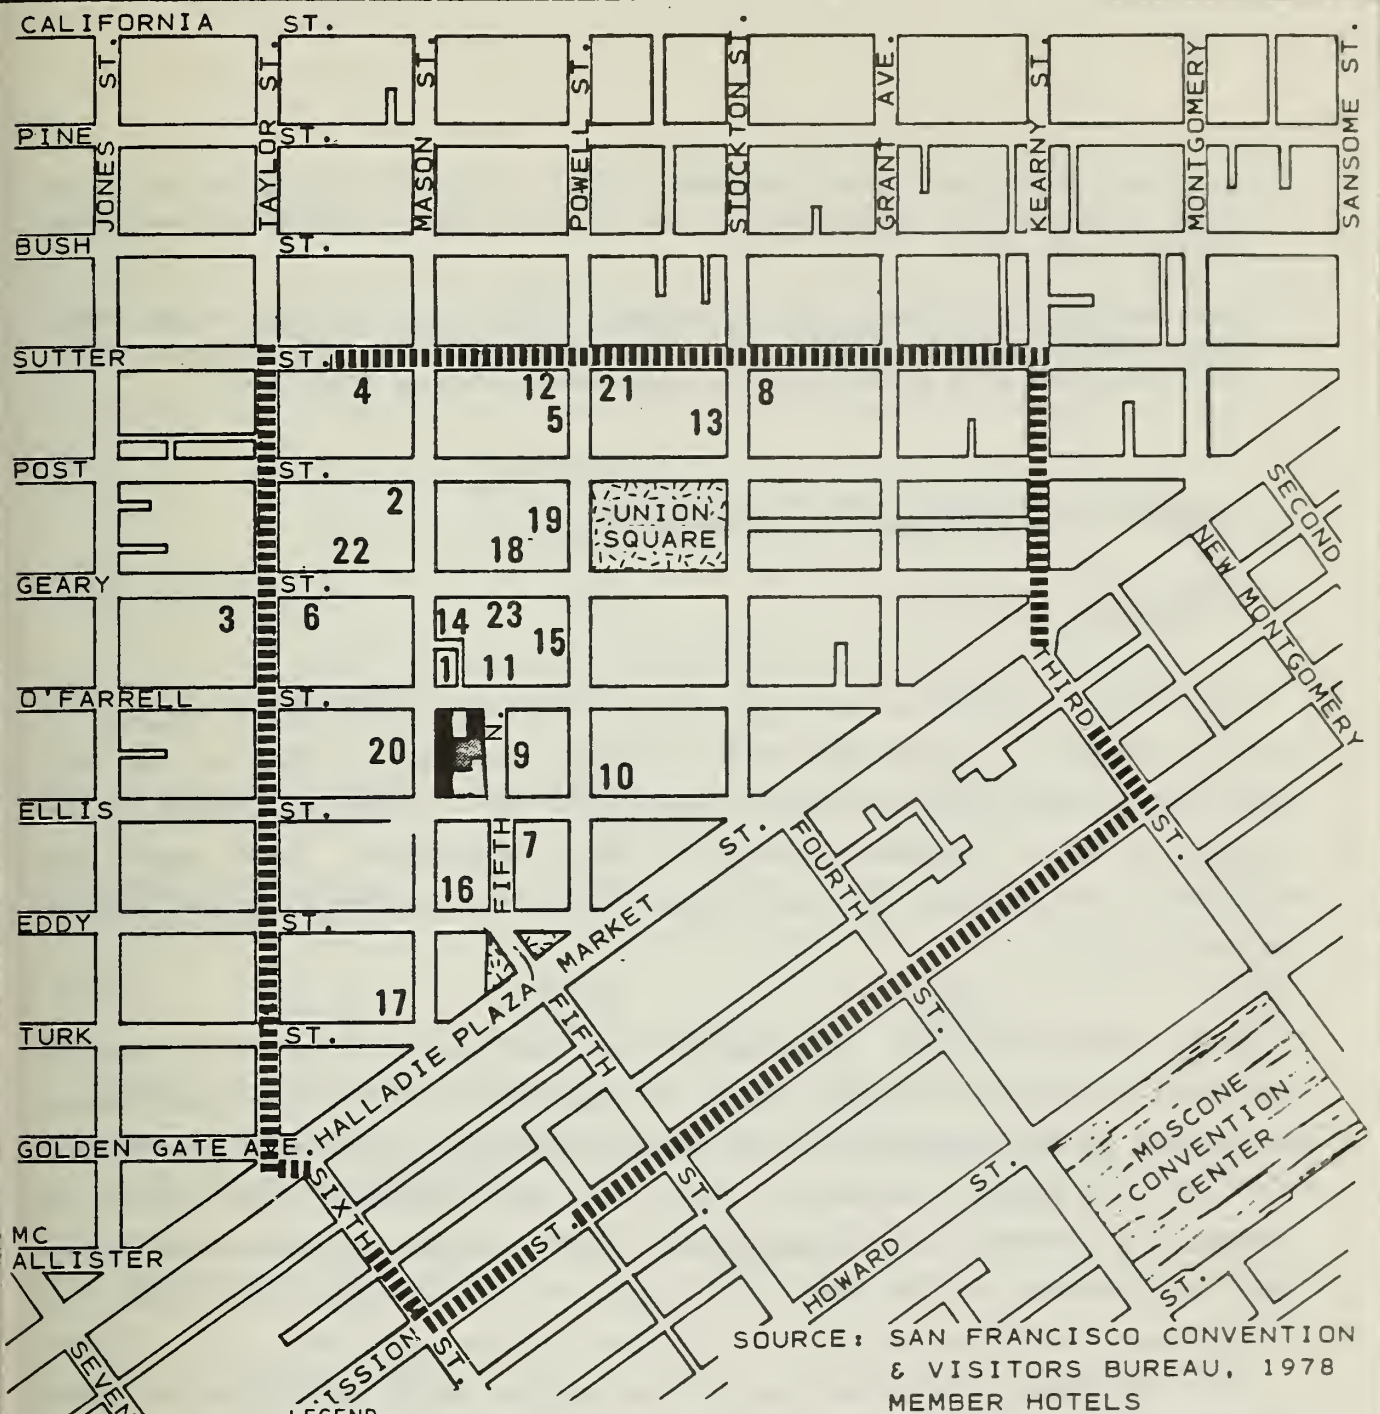 CALIFORNIA ST.
JONES ST.
TAYLOR ST.
MASON ST.
POWELL ST.
STOCKTON ST.
GRANT AVE.
KEARNY ST.
MONTGOMERY
SANSOME ST.
PINE ST.
BUSH ST.
SUTTER ST.
4
12
5
21
13
8
POST ST.
2
22
19
18
UNION
SQUARE
SECOND
NEW MONTGOMERY
GEARY ST.
3
6
14
23
15
1
11
O'FARRELL ST.
THIRD ST.
20
N. FIFTH
9
10
ELLIS ST.
7
16
MARKET ST.
FOURTH ST.
EDDY ST.
17
TURK ST.
HALLADIE PLAZA
FIFTH ST.
GOLDEN GATE AVE.
MOSCONE
CONVENTION
CENTER
SIXTH ST.
HOWARD ST.
ST.
MC
ALLISTER
SEVEN
ISSION ST.
SOURCE: SAN FRANCISCO CONVENTION
& VISITORS BUREAU, 1978
MEMBER HOTELS
LEGEND